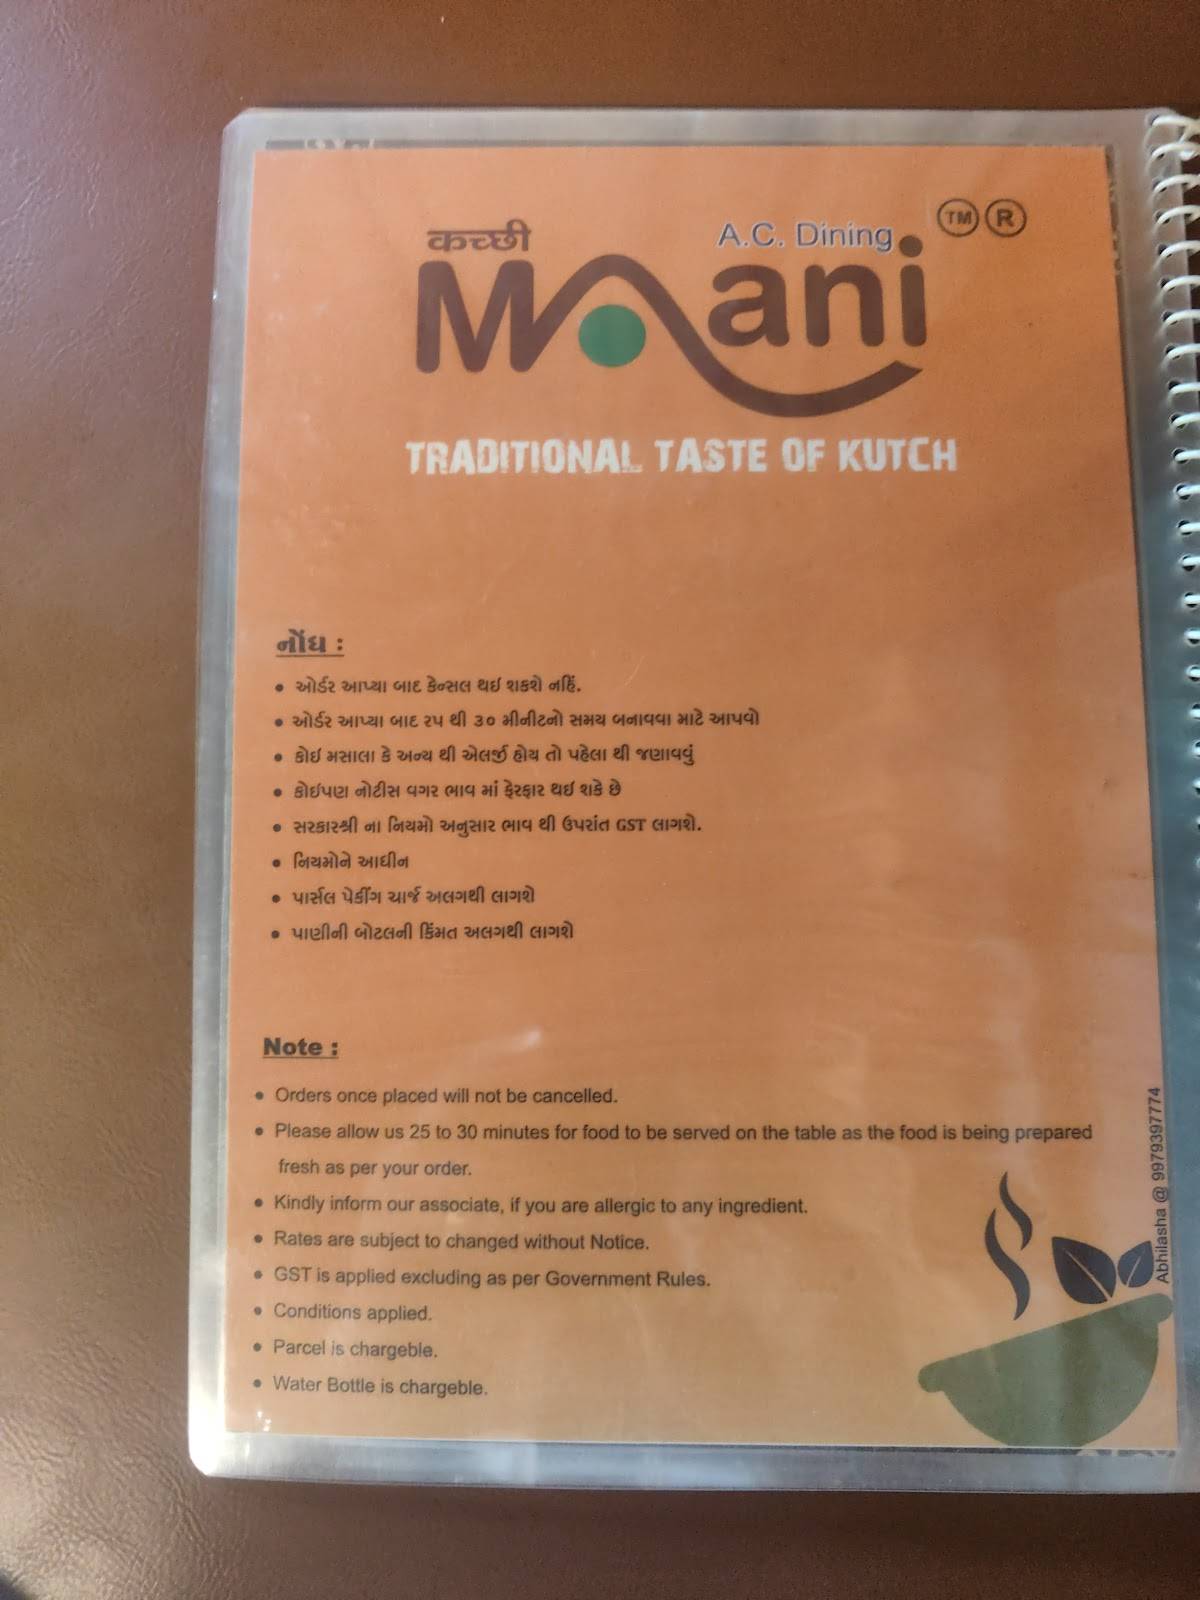 कच्छी
A.C. Dining
TM R
Maani
TRADITIONAL TASTE OF KUTCH
નોંધ :
• ઓર્ડર આપ્યા બાદ કેન્સલ થઇ શકશે નહિં.
• ઓર્ડર આપ્યા બાદ ૨૫ થી ૩૦ મીનીટનો સમય બનાવવા માટે આપવો
• કોઇ મસાલા કે અન્ય થી એલર્જી હોય તો પહેલા થી જણાવવું
• કોઇપણ નોટીસ વગર ભાવ માં ફેરફાર થઇ શકે છે
• સરકારશ્રી ના નિયમો અનુસાર ભાવ થી ઉપરાંત GST લાગશે.
• નિયમોને આધીન
• પાર્સલ પેકીંગ ચાર્જ અલગથી લાગશે
• પાણીની બોટલની કિંમત અલગથી લાગશે
Note :
• Orders once placed will not be cancelled.
• Please allow us 25 to 30 minutes for food to be served on the table as the food is being prepared
fresh as per your order.
• Kindly inform our associate, if you are allergic to any ingredient.
• Rates are subject to changed without Notice.
• GST is applied excluding as per Government Rules.
• Conditions applied.
• Parcel is chargeble.
• Water Bottle is chargeble.
Abhilasha @ 9979397774